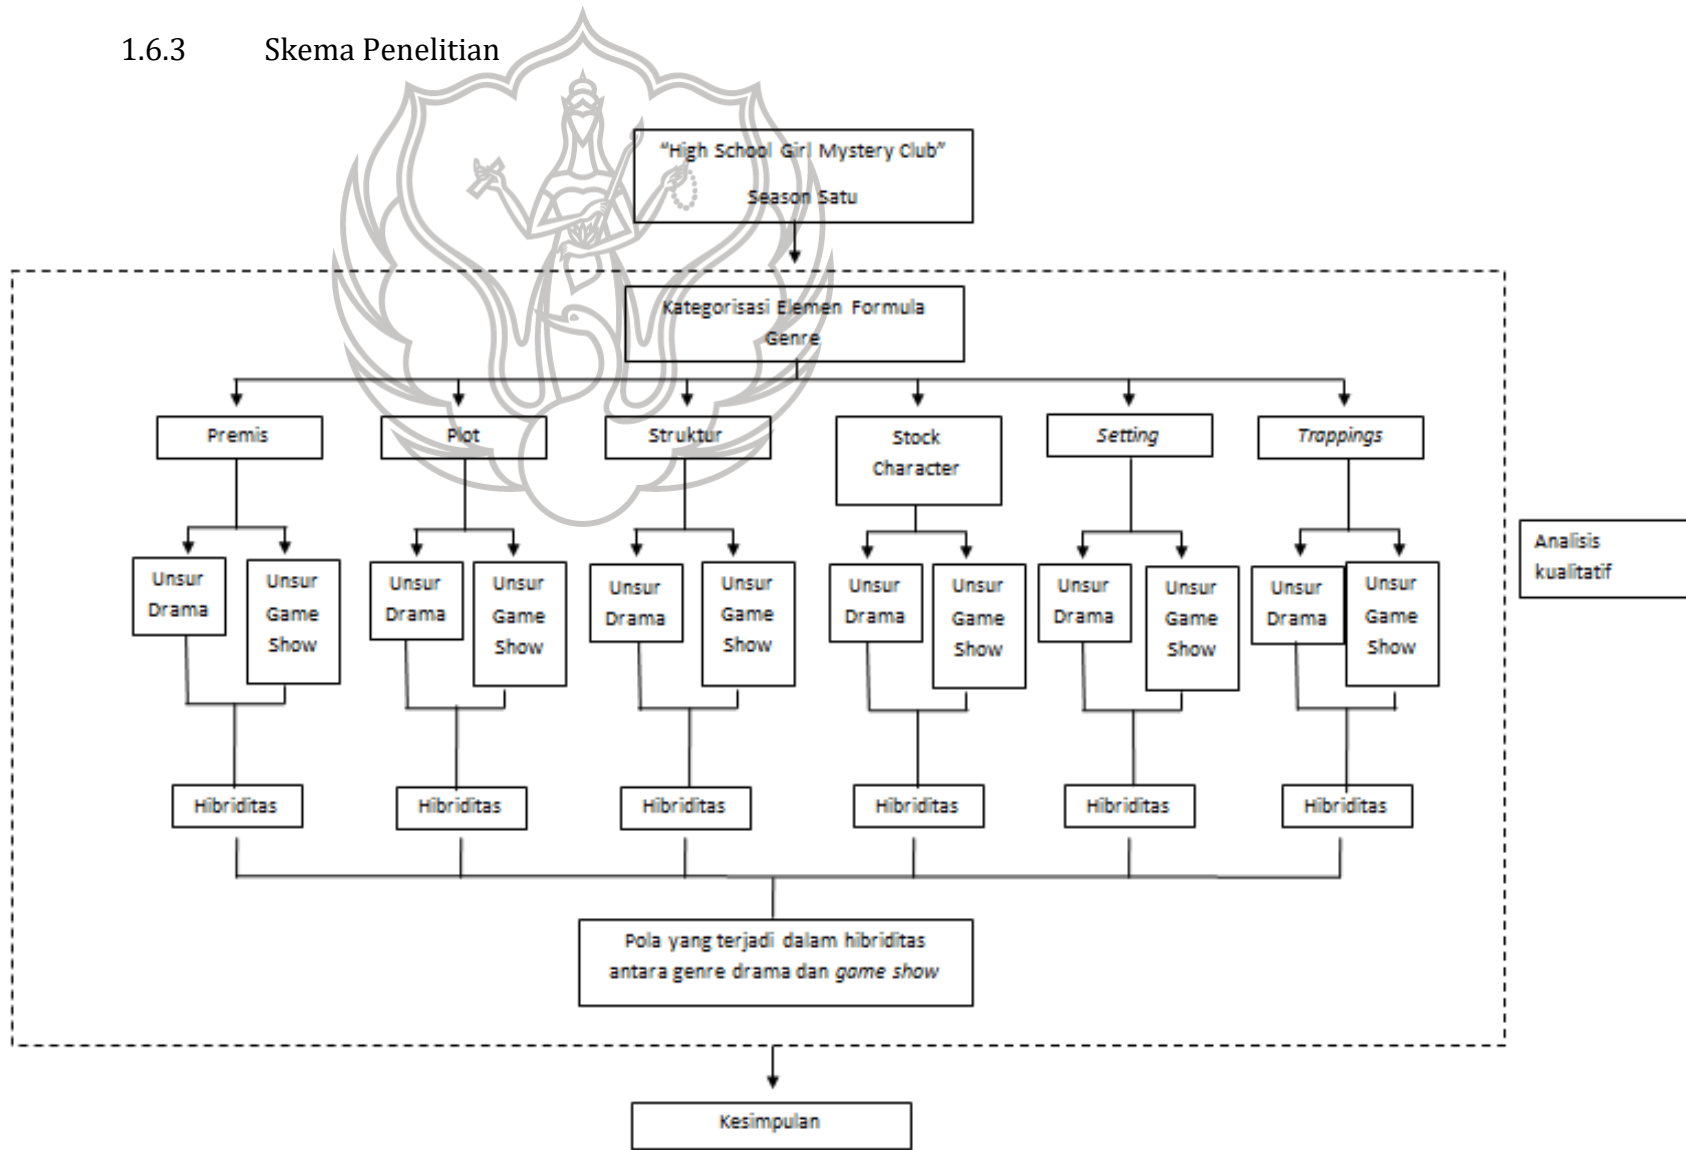 1.6.3 Skema Penelitian
“High School Girl Mystery Club”
Season Satu
Kategorisasi Elemen Formula
Genre
Premis
Plot
Struktur
Stock
Character
Setting
Trappings
Unsur
Drama
Unsur
Game
Show
Unsur
Drama
Unsur
Game
Show
Unsur
Drama
Unsur
Game
Show
Unsur
Drama
Unsur
Game
Show
Unsur
Drama
Unsur
Game
Show
Unsur
Drama
Unsur
Game
Show
Analisis
kualitatif
Hibriditas
Hibriditas
Hibriditas
Hibriditas
Hibriditas
Hibriditas
Pola yang terjadi dalam hibriditas
antara genre drama dan game show
Kesimpulan